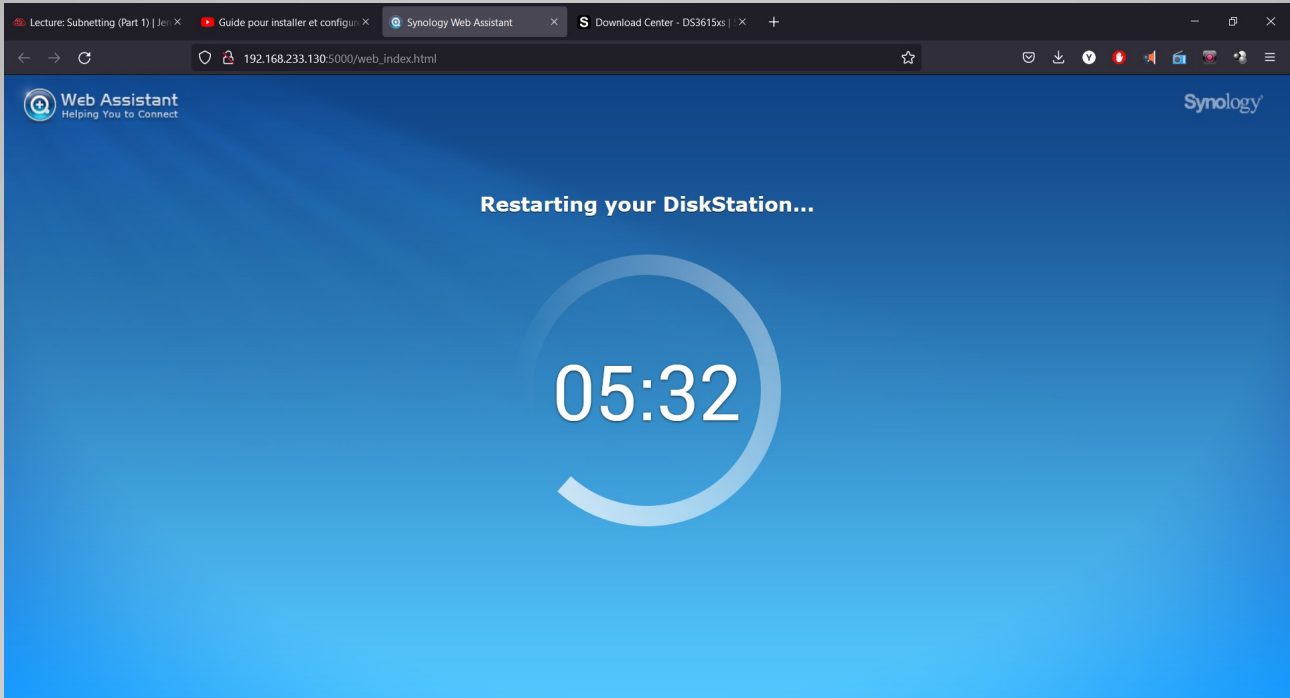 Lecture: Subnetting (Part 1) | Jer
Guide pour installer et configur
Synology Web Assistant
S Download Center - DS3615xs |
192.168.233.130:5000/web_index.html
Web Assistant
Helping You to Connect
Synology
Restarting your DiskStation...
05:32